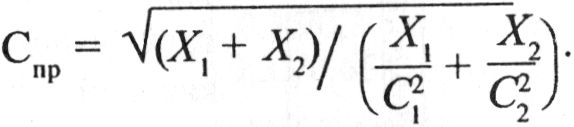 C_пр = √(X_1 + X_2)/(X_1/C_1^2 + X_2/C_2^2).